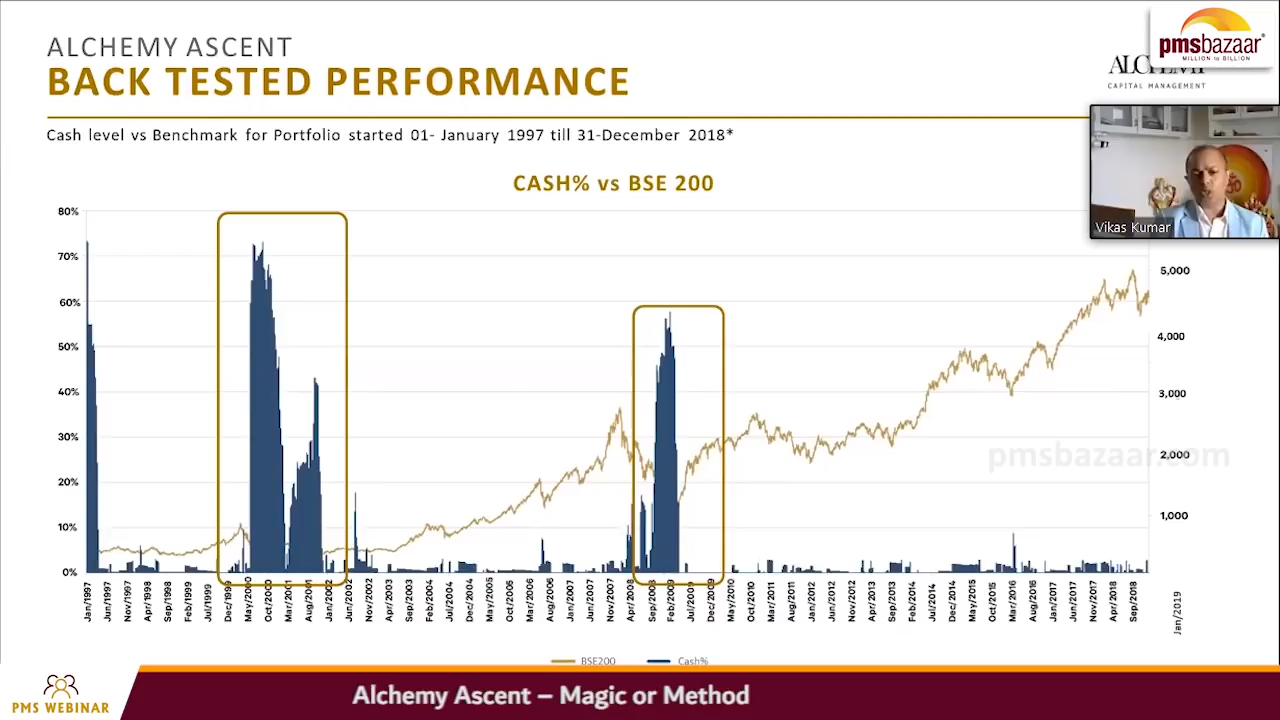 ALCHEMY ASCENT
BACK TESTED PERFORMANCE
pmsbazaar®
MILLION to BILLION
CAPITAL MANAGEMENT
Cash level vs Benchmark for Portfolio started 01- January 1997 till 31-December 2018*
Vikas Kumar
CASH% vs BSE 200
80%
70%
60%
50%
40%
30%
20%
10%
0%
5,000
4,000
3,000
2,000
1,000
pmsbazaar.com
Jan/1997
Jun/1997
Nov/1997
Apr/1998
Sep/1998
Feb/1999
Jul/1999
Dec/1999
May/2000
Oct/2000
Mar/2001
Aug/2001
Jan/2002
Jun/2002
Nov/2002
Apr/2003
Sep/2003
Feb/2004
Jul/2004
Dec/2004
May/2005
Oct/2005
Mar/2006
Aug/2006
Jan/2007
Jun/2007
Nov/2007
Apr/2008
Sep/2008
Feb/2009
Jul/2009
Dec/2009
May/2010
Oct/2010
Mar/2011
Aug/2011
Jan/2012
Jun/2012
Nov/2012
Apr/2013
Sep/2013
Feb/2014
Jul/2014
Dec/2014
May/2015
Oct/2015
Mar/2016
Aug/2016
Jan/2017
Jun/2017
Nov/2017
Apr/2018
Sep/2018
Jan/2019
BSE200
Cash%
PMS WEBINAR
Alchemy Ascent – Magic or Method